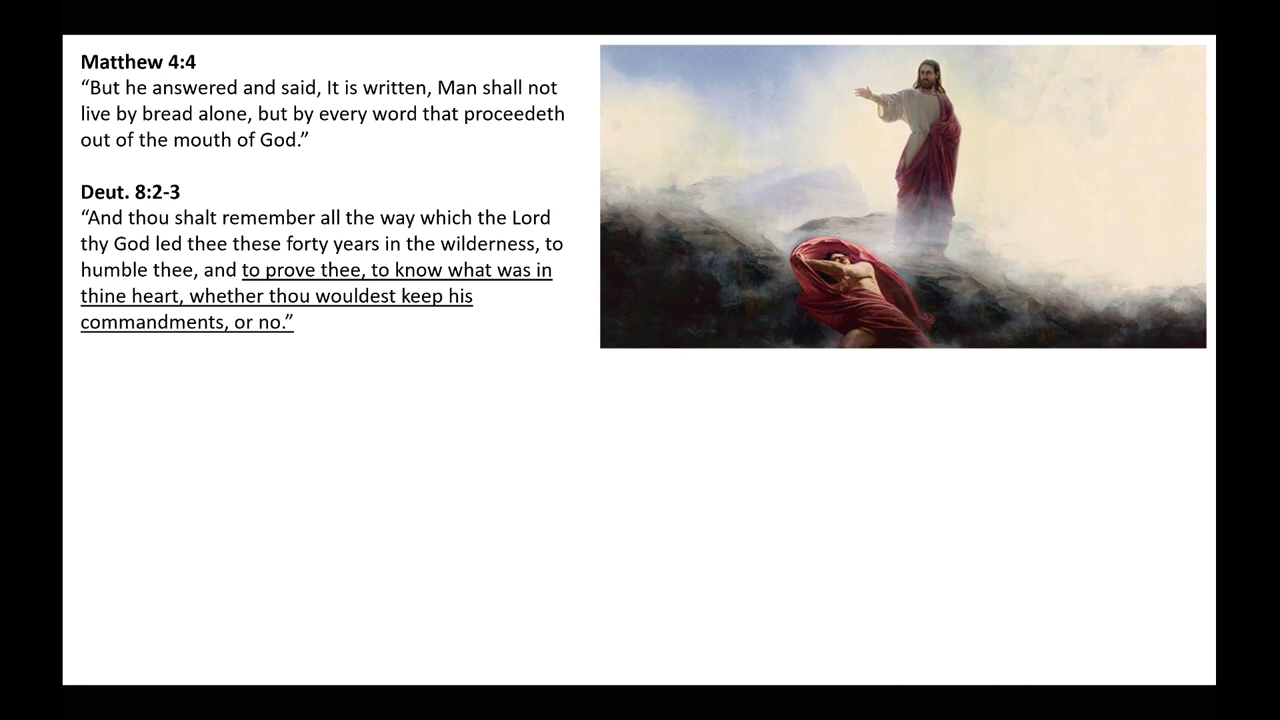 Matthew 4:4
“But he answered and said, It is written, Man shall not
live by bread alone, but by every word that proceedeth
out of the mouth of God.”
Deut. 8:2-3
“And thou shalt remember all the way which the Lord
thy God led thee these forty years in the wilderness, to
humble thee, and to prove thee, to know what was in
thine heart, whether thou wouldest keep his
commandments, or no.”